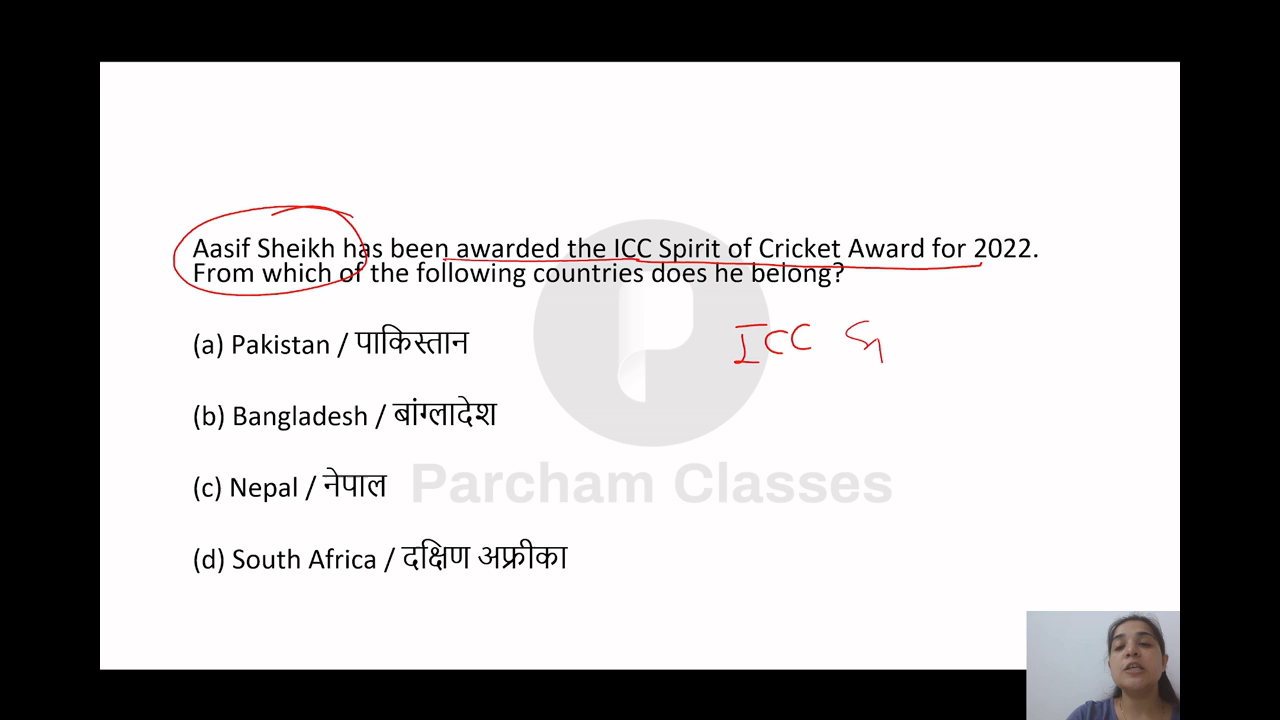 Aasif Sheikh has been awarded the ICC Spirit of Cricket Award for 2022.
From which of the following countries does he belong?
(a) Pakistan / पाकिस्तान
ICC
(b) Bangladesh / बांग्लादेश
(c) Nepal / नेपाल
Parcham Classes
(d) South Africa / दक्षिण अफ्रीका